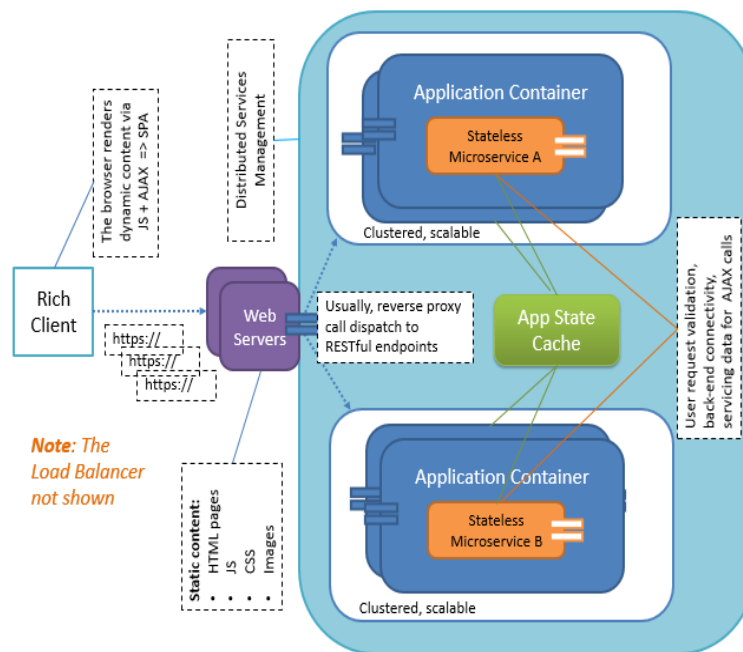 The browser renders
dynamic content via
JS + AJAX => SPA
Distributed Services
Management
Application Container
Stateless
Microservice A
Clustered, scalable
Rich
Client
https://
https://
https://
Web
Servers
Usually, reverse proxy
call dispatch to
RESTful endpoints
App State
Cache
User request validation,
back-end connectivity,
servicing data for AJAX calls
Note: The
Load Balancer
not shown
Static content:
• HTML pages
• JS
• CSS
• Images
Application Container
Stateless
Microservice B
Clustered, scalable